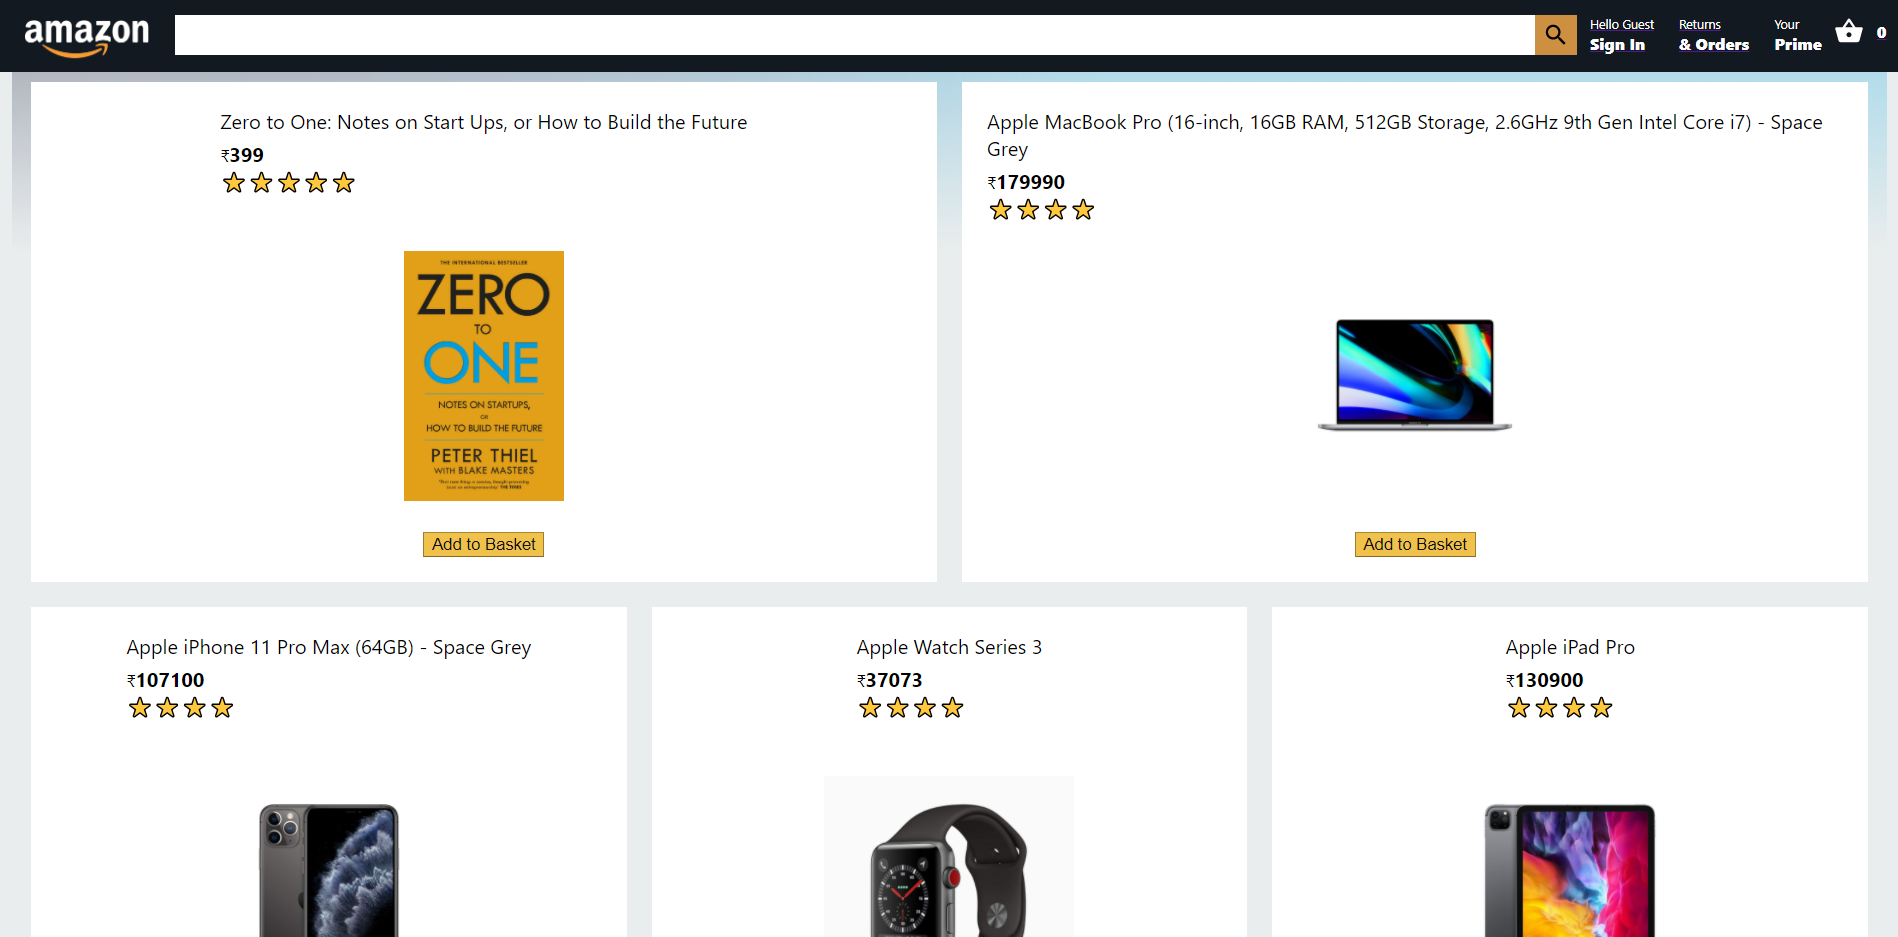 amazon
Hello Guest
Sign In
Returns
& Orders
Your
Prime
0
Zero to One: Notes on Start Ups, or How to Build the Future
₹399
THE INTERNATIONAL BESTSELLER
ZERO
TO
ONE
NOTES ON STARTUPS,
OR
HOW TO BUILD THE FUTURE
PETER THIEL
WITH BLAKE MASTERS
Add to Basket
Apple MacBook Pro (16-inch, 16GB RAM, 512GB Storage, 2.6GHz 9th Gen Intel Core i7) - Space
Grey
₹179990
Add to Basket
Apple iPhone 11 Pro Max (64GB) - Space Grey
₹107100
Apple Watch Series 3
₹37073
Apple iPad Pro
₹130900